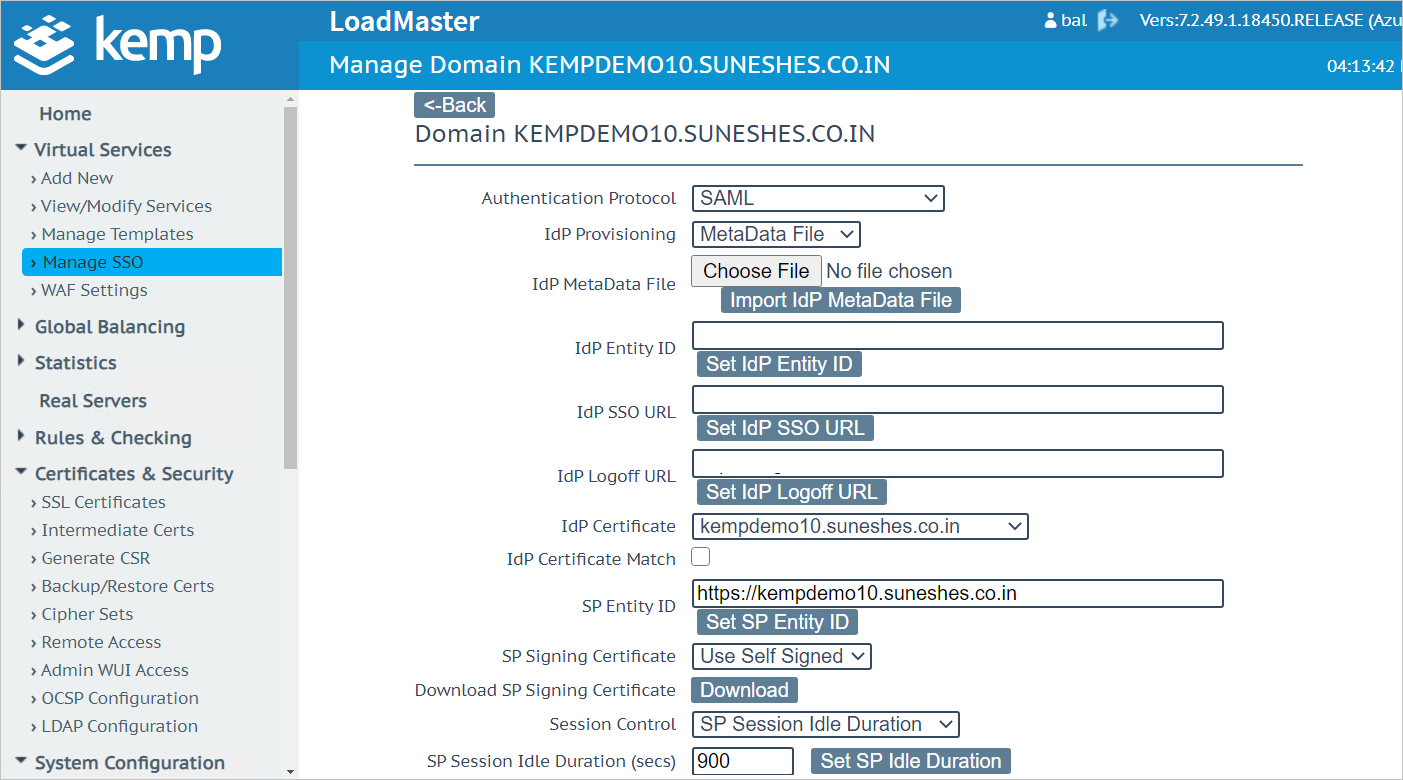 kemp
LoadMaster
bal
Vers:7.2.49.1.18450.RELEASE (Azu
Manage Domain KEMPDEMO10.SUNESHES.CO.IN
04:13:42
Home
Virtual Services
› Add New
› View/Modify Services
› Manage Templates
› Manage SSO
› WAF Settings
Global Balancing
Statistics
Real Servers
Rules & Checking
Certificates & Security
› SSL Certificates
› Intermediate Certs
› Generate CSR
› Backup/Restore Certs
› Cipher Sets
› Remote Access
› Admin WUI Access
› OCSP Configuration
› LDAP Configuration
System Configuration
<-Back
Domain KEMPDEMO10.SUNESHES.CO.IN
Authentication Protocol SAML
IdP Provisioning MetaData File
IdP MetaData File Choose File No file chosen
Import IdP MetaData File
IdP Entity ID
Set IdP Entity ID
IdP SSO URL
Set IdP SSO URL
IdP Logoff URL
Set IdP Logoff URL
IdP Certificate kempdemo10.suneshes.co.in
IdP Certificate Match
SP Entity ID https://kempdemo10.suneshes.co.in
Set SP Entity ID
SP Signing Certificate Use Self Signed
Download SP Signing Certificate Download
Session Control SP Session Idle Duration
SP Session Idle Duration (secs) 900 Set SP Idle Duration